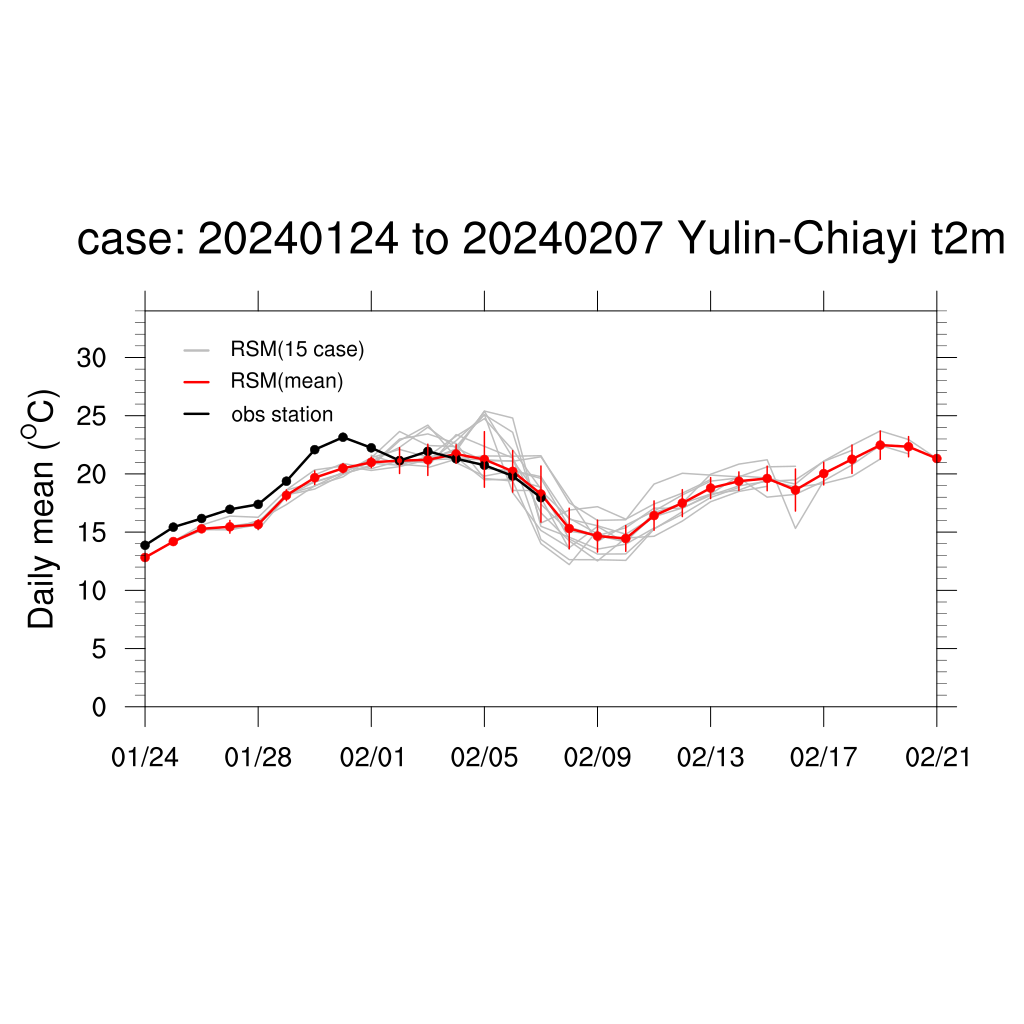 case: 20240124 to 20240207 Yulin-Chiayi t2m
Daily mean (°C)
30
25
20
15
10
5
0
RSM(15 case)
RSM(mean)
obs station
01/24 01/28 02/01 02/05 02/09 02/13 02/17 02/21